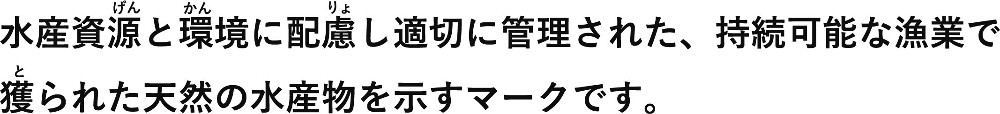 水産資源と環境に配慮し適切に管理された、持続可能な漁業で
獲られた天然の水産物を示すマークです。